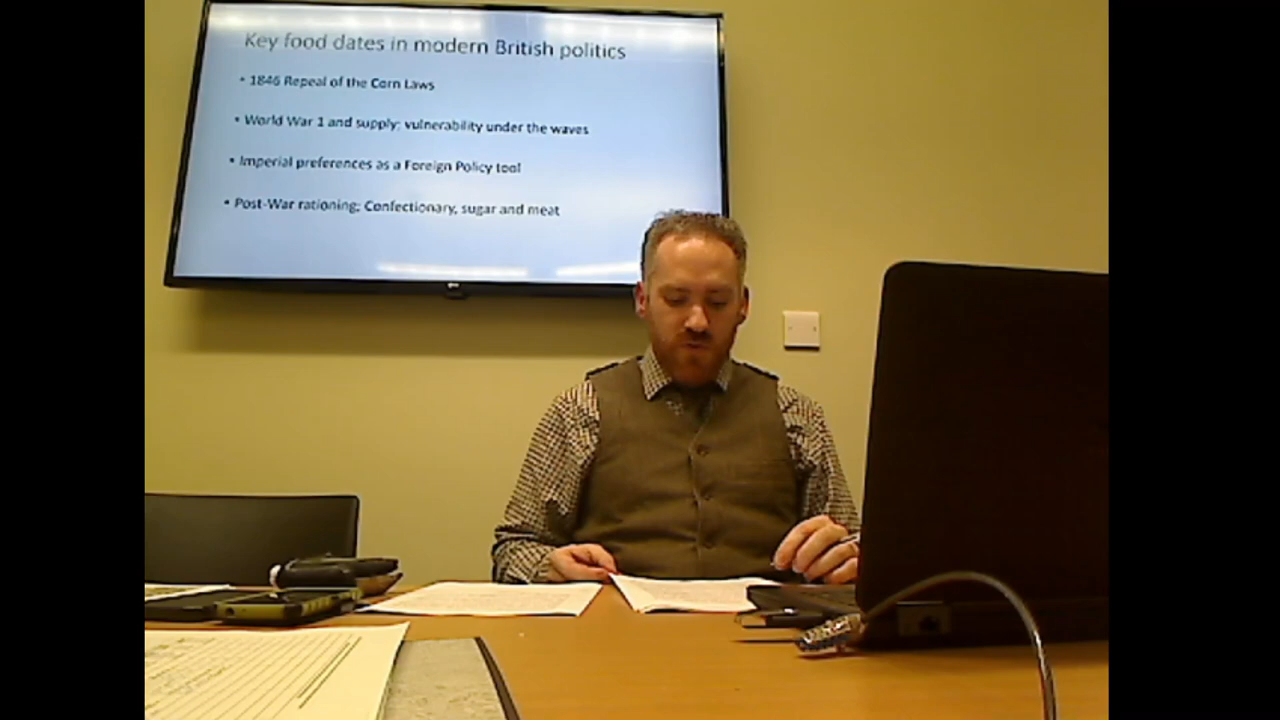 Key food dates in modern British politics
• 1846 Repeal of the Corn Laws
• World War 1 and supply: vulnerability under the waves
• Imperial preferences as a Foreign Policy tool
• Post-War rationing; Confectionary, sugar and meat